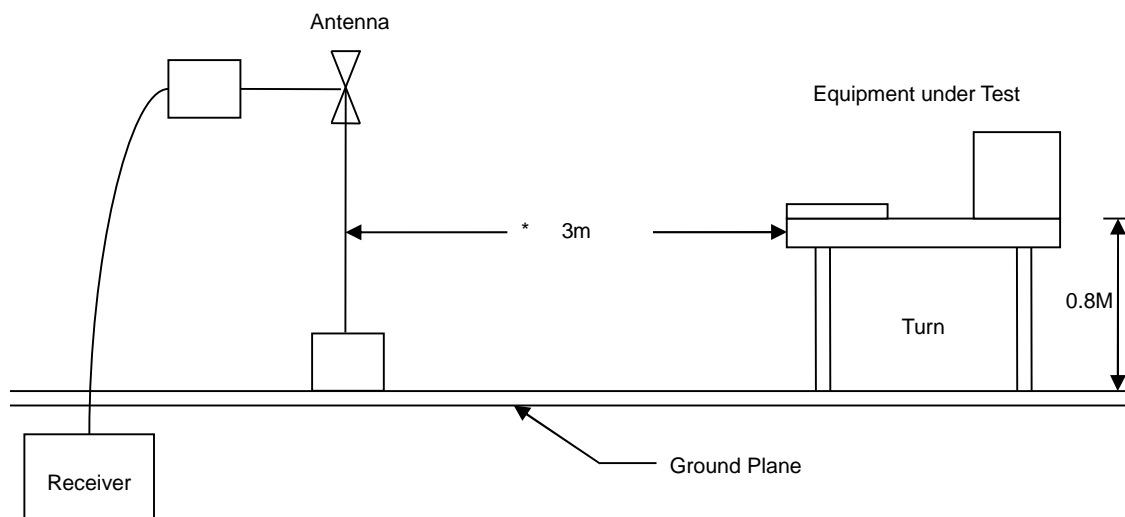 Antenna
Equipment under Test
* 3m
0.8M
Turn
Ground Plane
Receiver